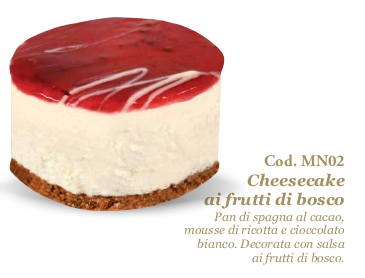 Cod. MN02
Cheesecake
ai frutti di bosco
Pan di spagna al cacao,
mousse di ricotta e cioccolato
bianco. Decorata con salsa
ai frutti di bosco.